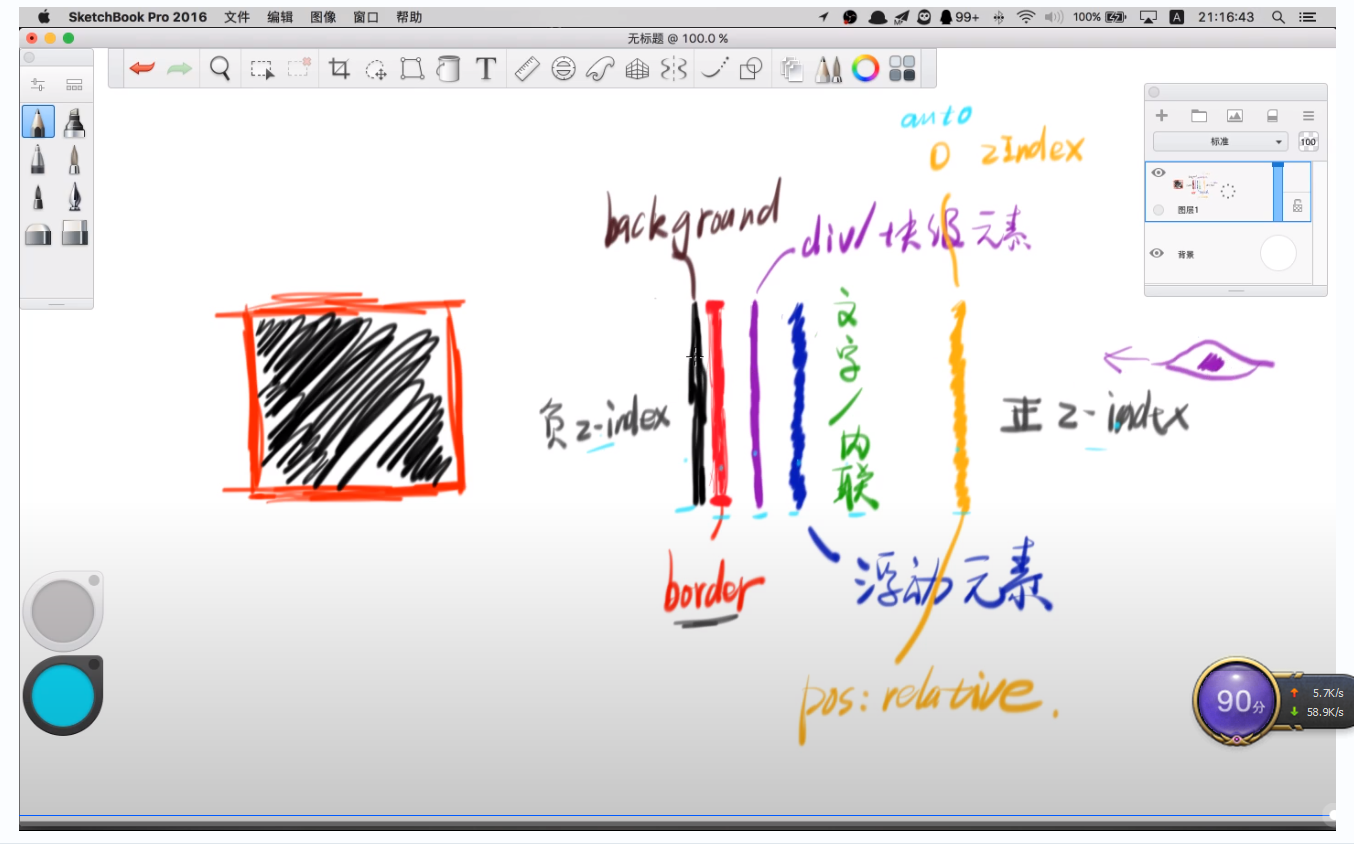 SketchBook Pro 2016 文件 编辑 图像 窗口 帮助 99+ 100% A 21:16:43
无标题 @ 100.0 %
T
auto
0 zIndex
标准 100
图层1
背景
background
div/块级元素
文字/内联
负z-index
正z-index
border
浮动元素
pos:relative.
90分
5.7K/s
58.9K/s